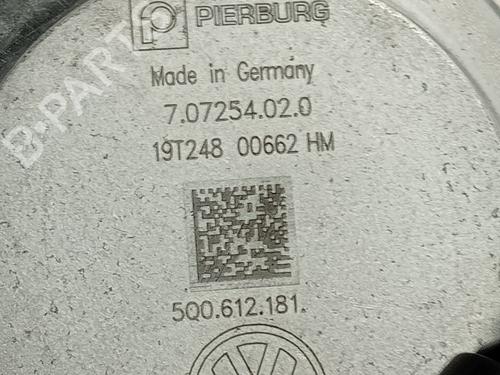 PIERBURG
Made in Germany
7.07254.02.0
19T248 00662 HM
5Q0.612.181.
B-PARTS